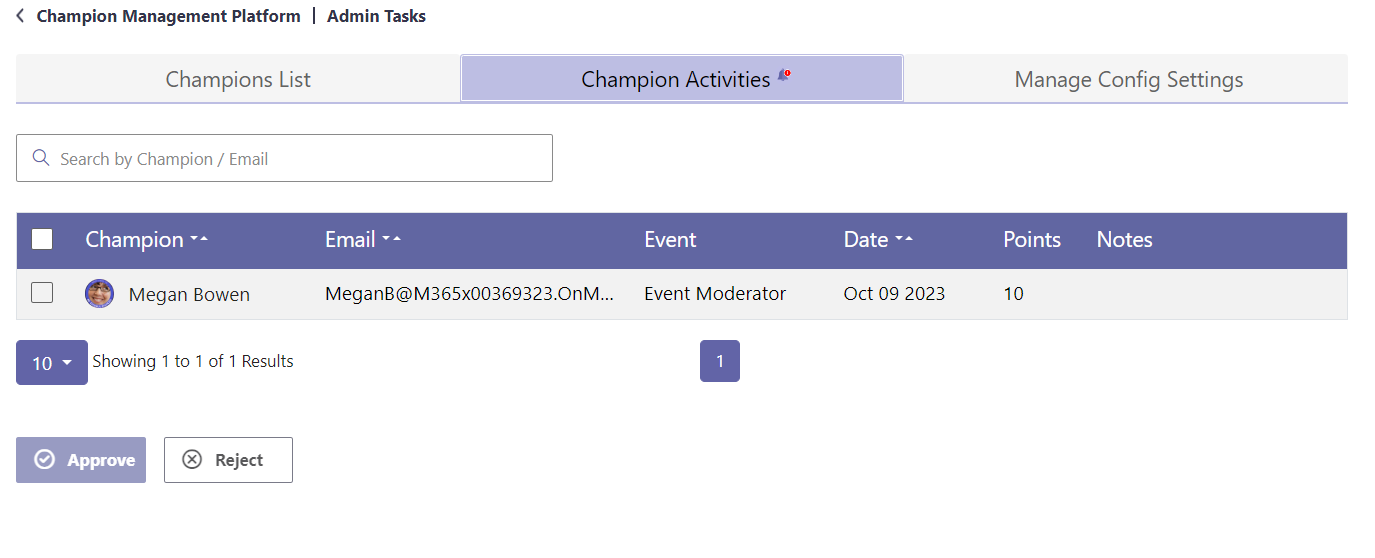 Champion Management Platform | Admin Tasks
Champions List Champion Activities Manage Config Settings
Search by Champion / Email
Champion Email Event Date Points Notes
Megan Bowen MeganB@M365x00369323.OnM... Event Moderator Oct 09 2023 10
10 Showing 1 to 1 of 1 Results 1
Approve Reject